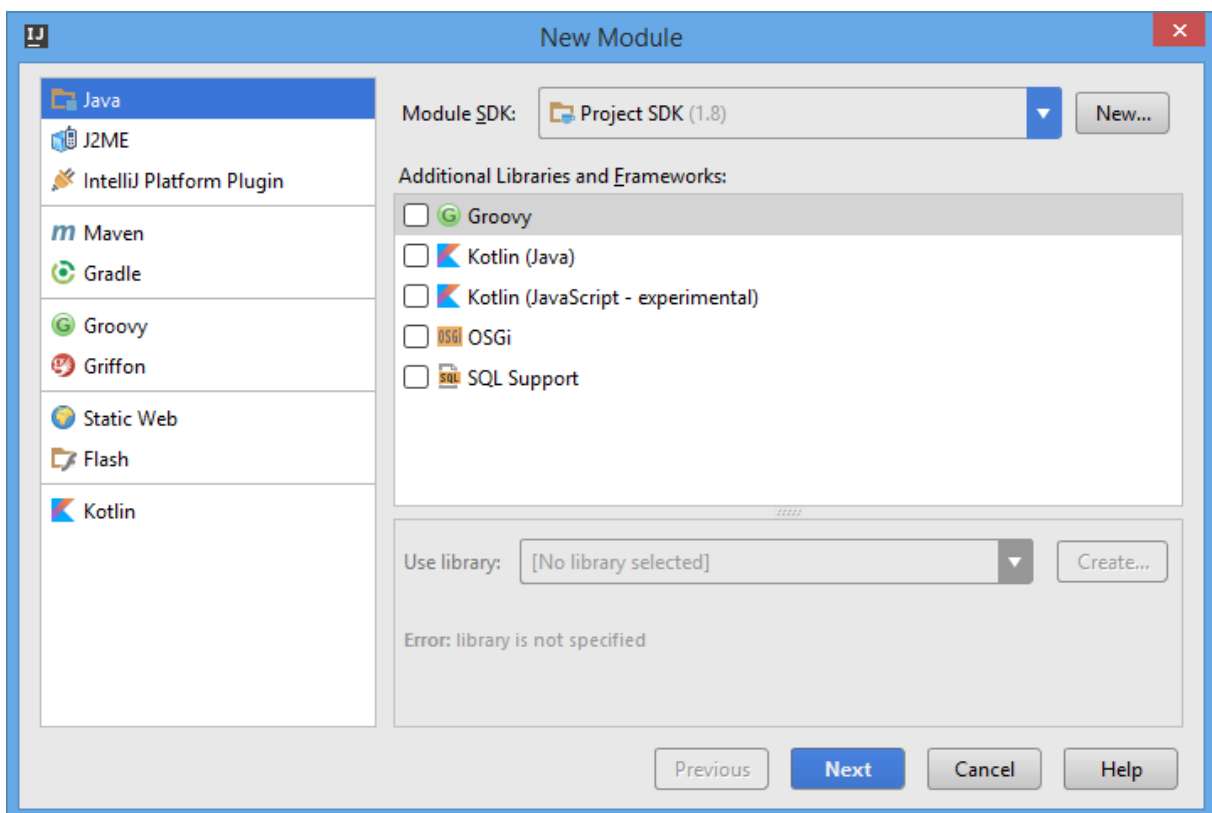 IJ
New Module
Java
J2ME
IntelliJ Platform Plugin
Maven
Gradle
Groovy
Griffon
Static Web
Flash
Kotlin
Module SDK: Project SDK (1.8) New...
Additional Libraries and Frameworks:
G Groovy
Kotlin (Java)
Kotlin (JavaScript - experimental)
OSGi OSGi
SQL SQL Support
Use library: [No library selected] Create...
Error: library is not specified
Previous Next Cancel Help